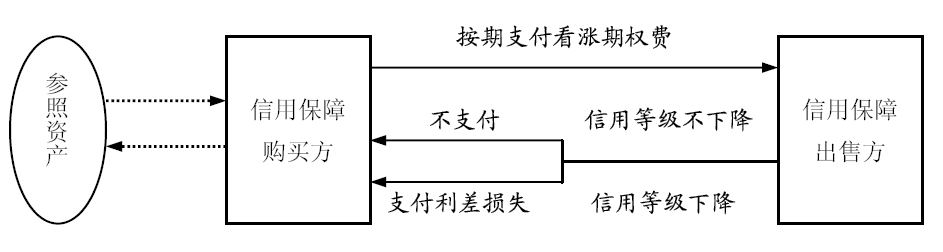 参照资产
信用保障
购买方
按期支付看涨期权费
不支付
信用等级不下降
支付利差损失
信用等级下降
信用保障
出售方